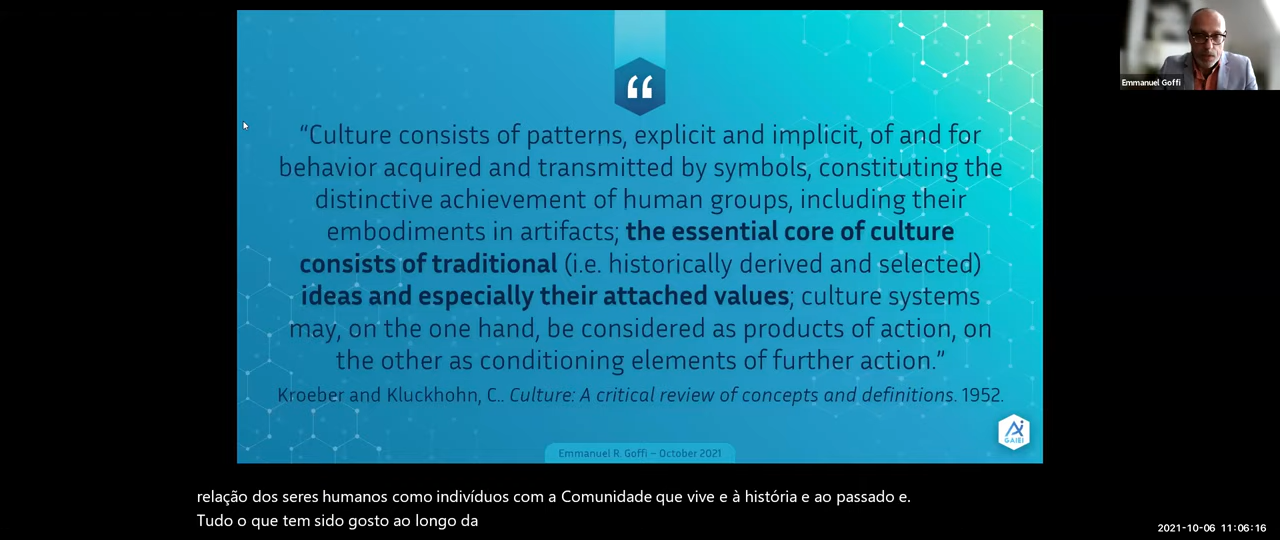 “Culture consists of patterns, explicit and implicit, of and for
behavior acquired and transmitted by symbols, constituting the
distinctive achievement of human groups, including their
embodiments in artifacts; the essential core of culture
consists of traditional (i.e. historically derived and selected)
ideas and especially their attached values; culture systems
may, on the one hand, be considered as products of action, on
the other as conditioning elements of further action.”
Kroeber and Kluckhohn, C.. Culture: A critical review of concepts and definitions. 1952.
GAIEI
Emmanuel R. Goffi – October 2021
Emmanuel Goffi
relação dos seres humanos como indivíduos com a Comunidade que vive e à história e ao passado e.
Tudo o que tem sido gosto ao longo da
2021-10-06 11:06:16